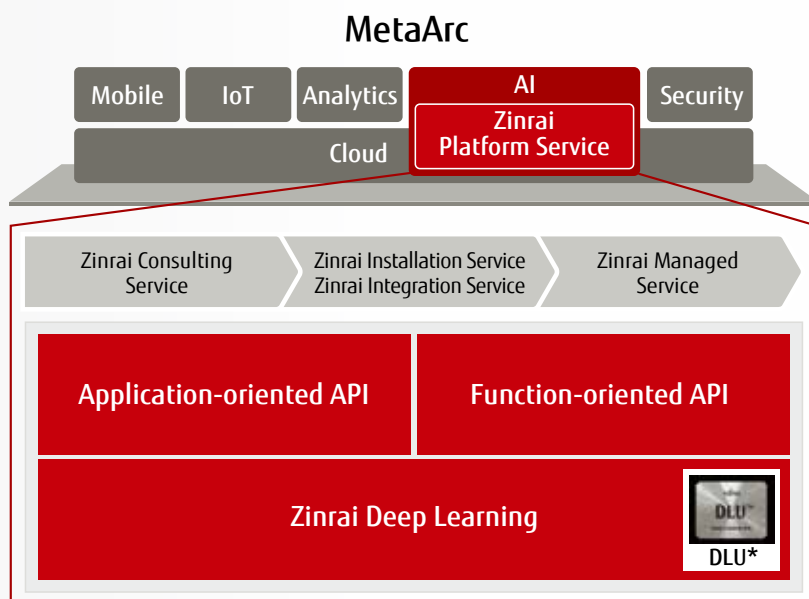 MetaArc
Mobile
IoT
Analytics
AI
Security
Zinrai
Platform Service
Cloud
Zinrai Consulting
Service
Zinrai Installation Service
Zinrai Integration Service
Zinrai Managed
Service
Application-oriented API
Function-oriented API
Zinrai Deep Learning
DLU™
DLU*